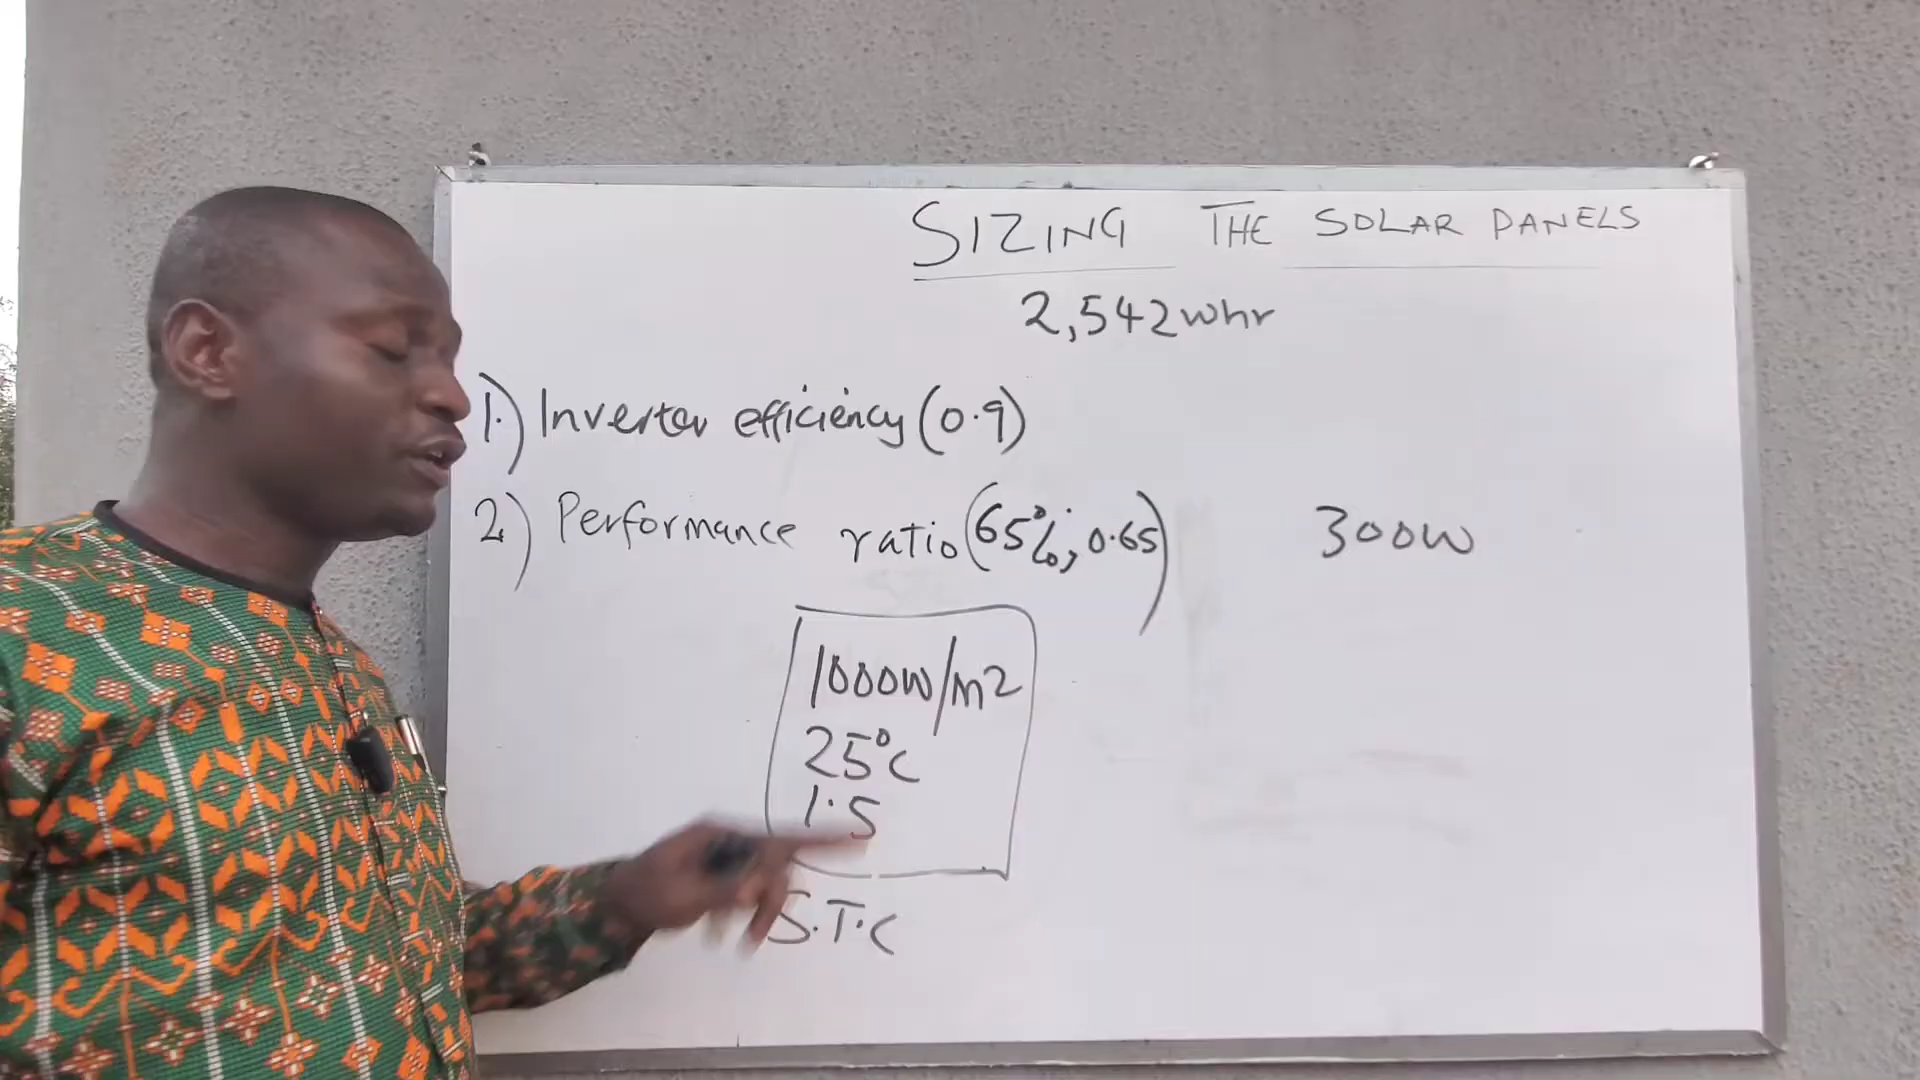 SIZING THE SOLAR PANELS
2,542whr
1.) Inverter efficiency (0.9)
2) Performance ratio (65%, 0.65) 300W
1000W/m2
25°C
1.5
S.T.C